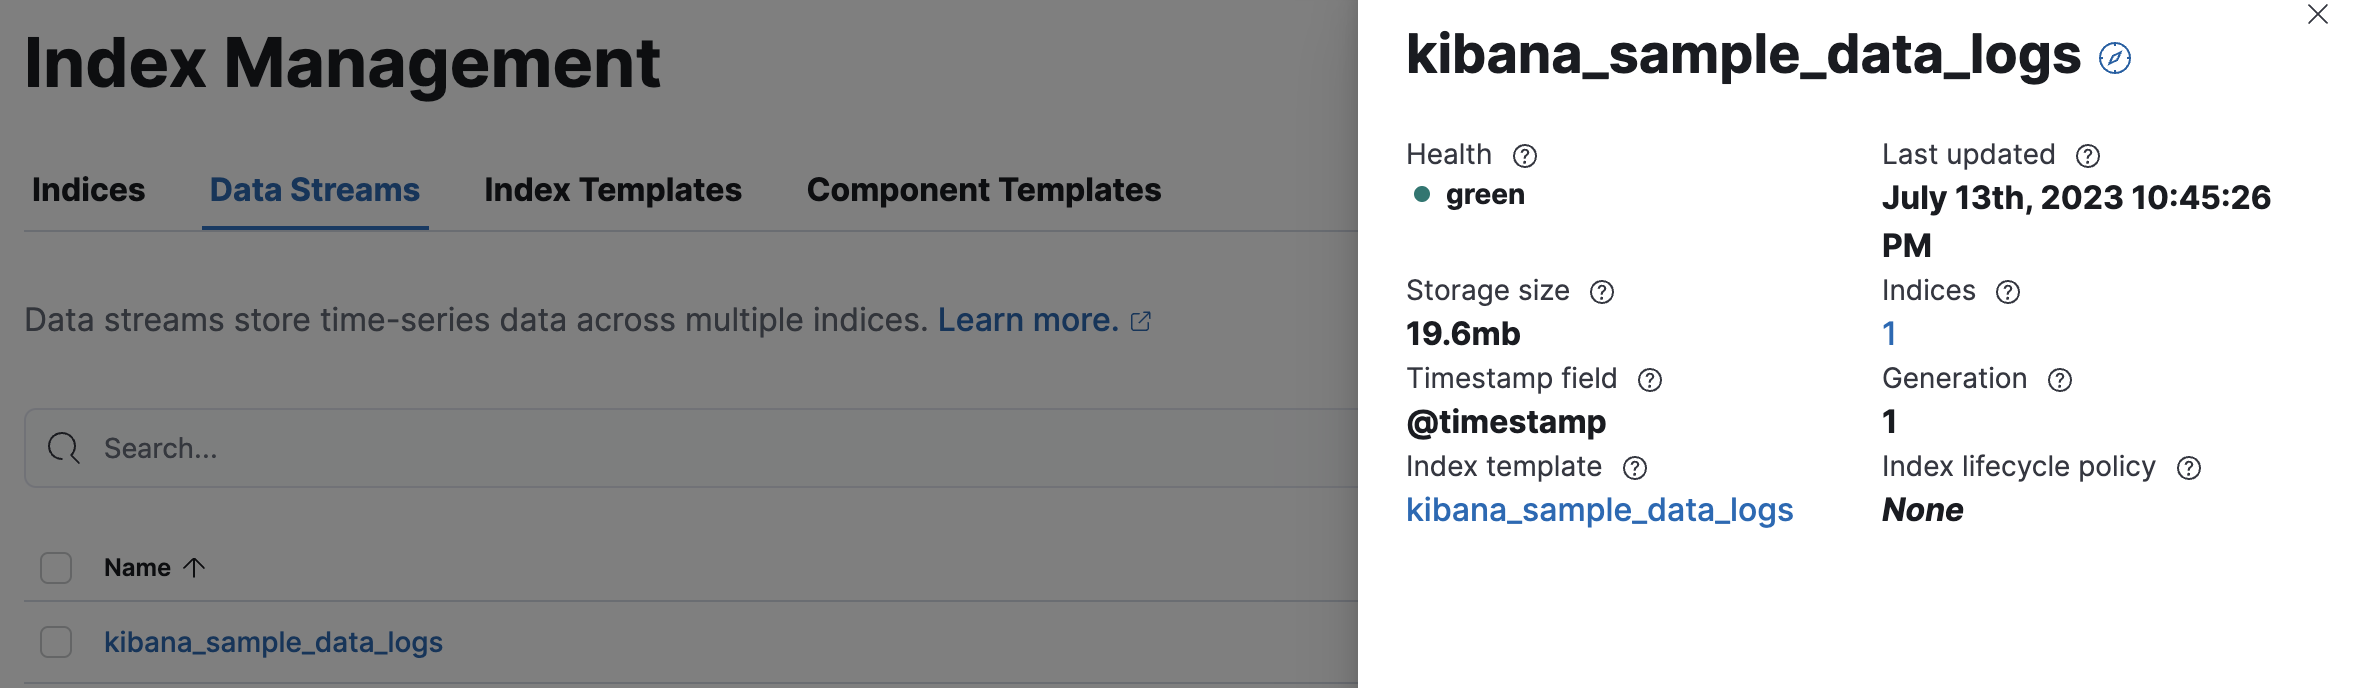 Index Management
Indices Data Streams Index Templates Component Templates
Data streams store time-series data across multiple indices. Learn more.
Search...
Name
kibana_sample_data_logs
kibana_sample_data_logs
Health
green
Last updated
July 13th, 2023 10:45:26
PM
Storage size
19.6mb
Indices
1
Timestamp field
@timestamp
Generation
1
Index template
kibana_sample_data_logs
Index lifecycle policy
None